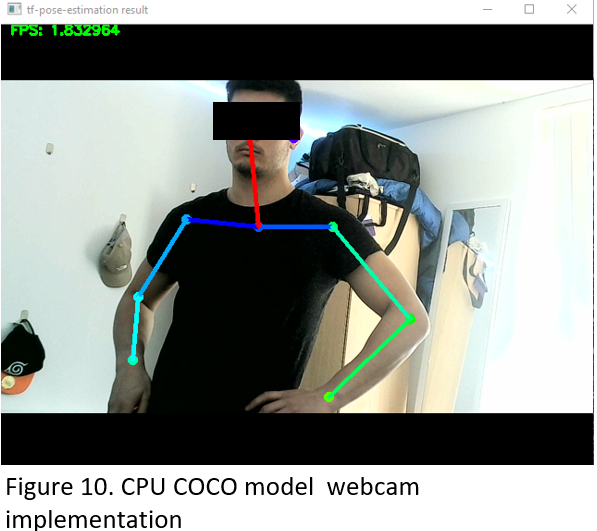 tf-pose-estimation result
FPS: 1.832964
Figure 10. CPU COCO model  webcam
implementation